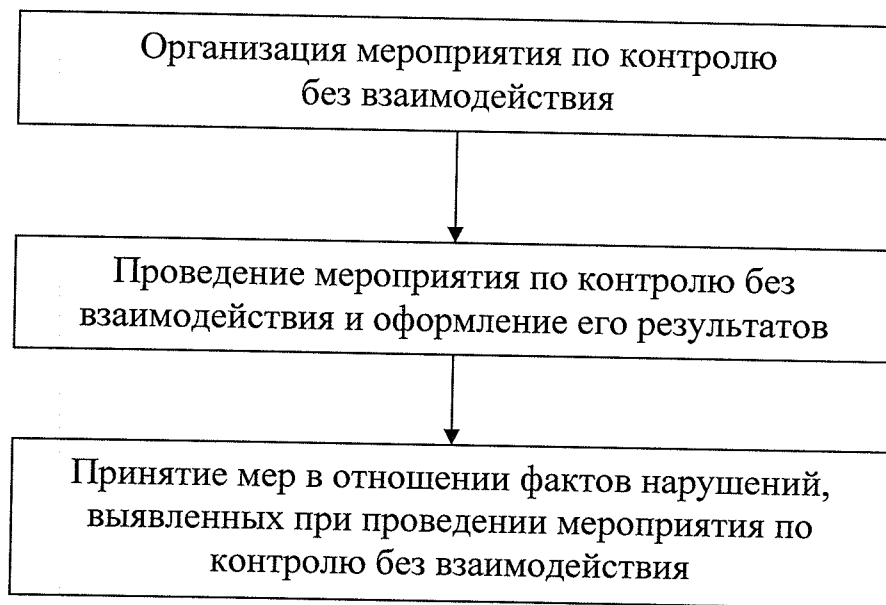 Организация мероприятия по контролю
без взаимодействия
Проведение мероприятия по контролю без
взаимодействия и оформление его результатов
Принятие мер в отношении фактов нарушений,
выявленных при проведении мероприятия по
контролю без взаимодействия